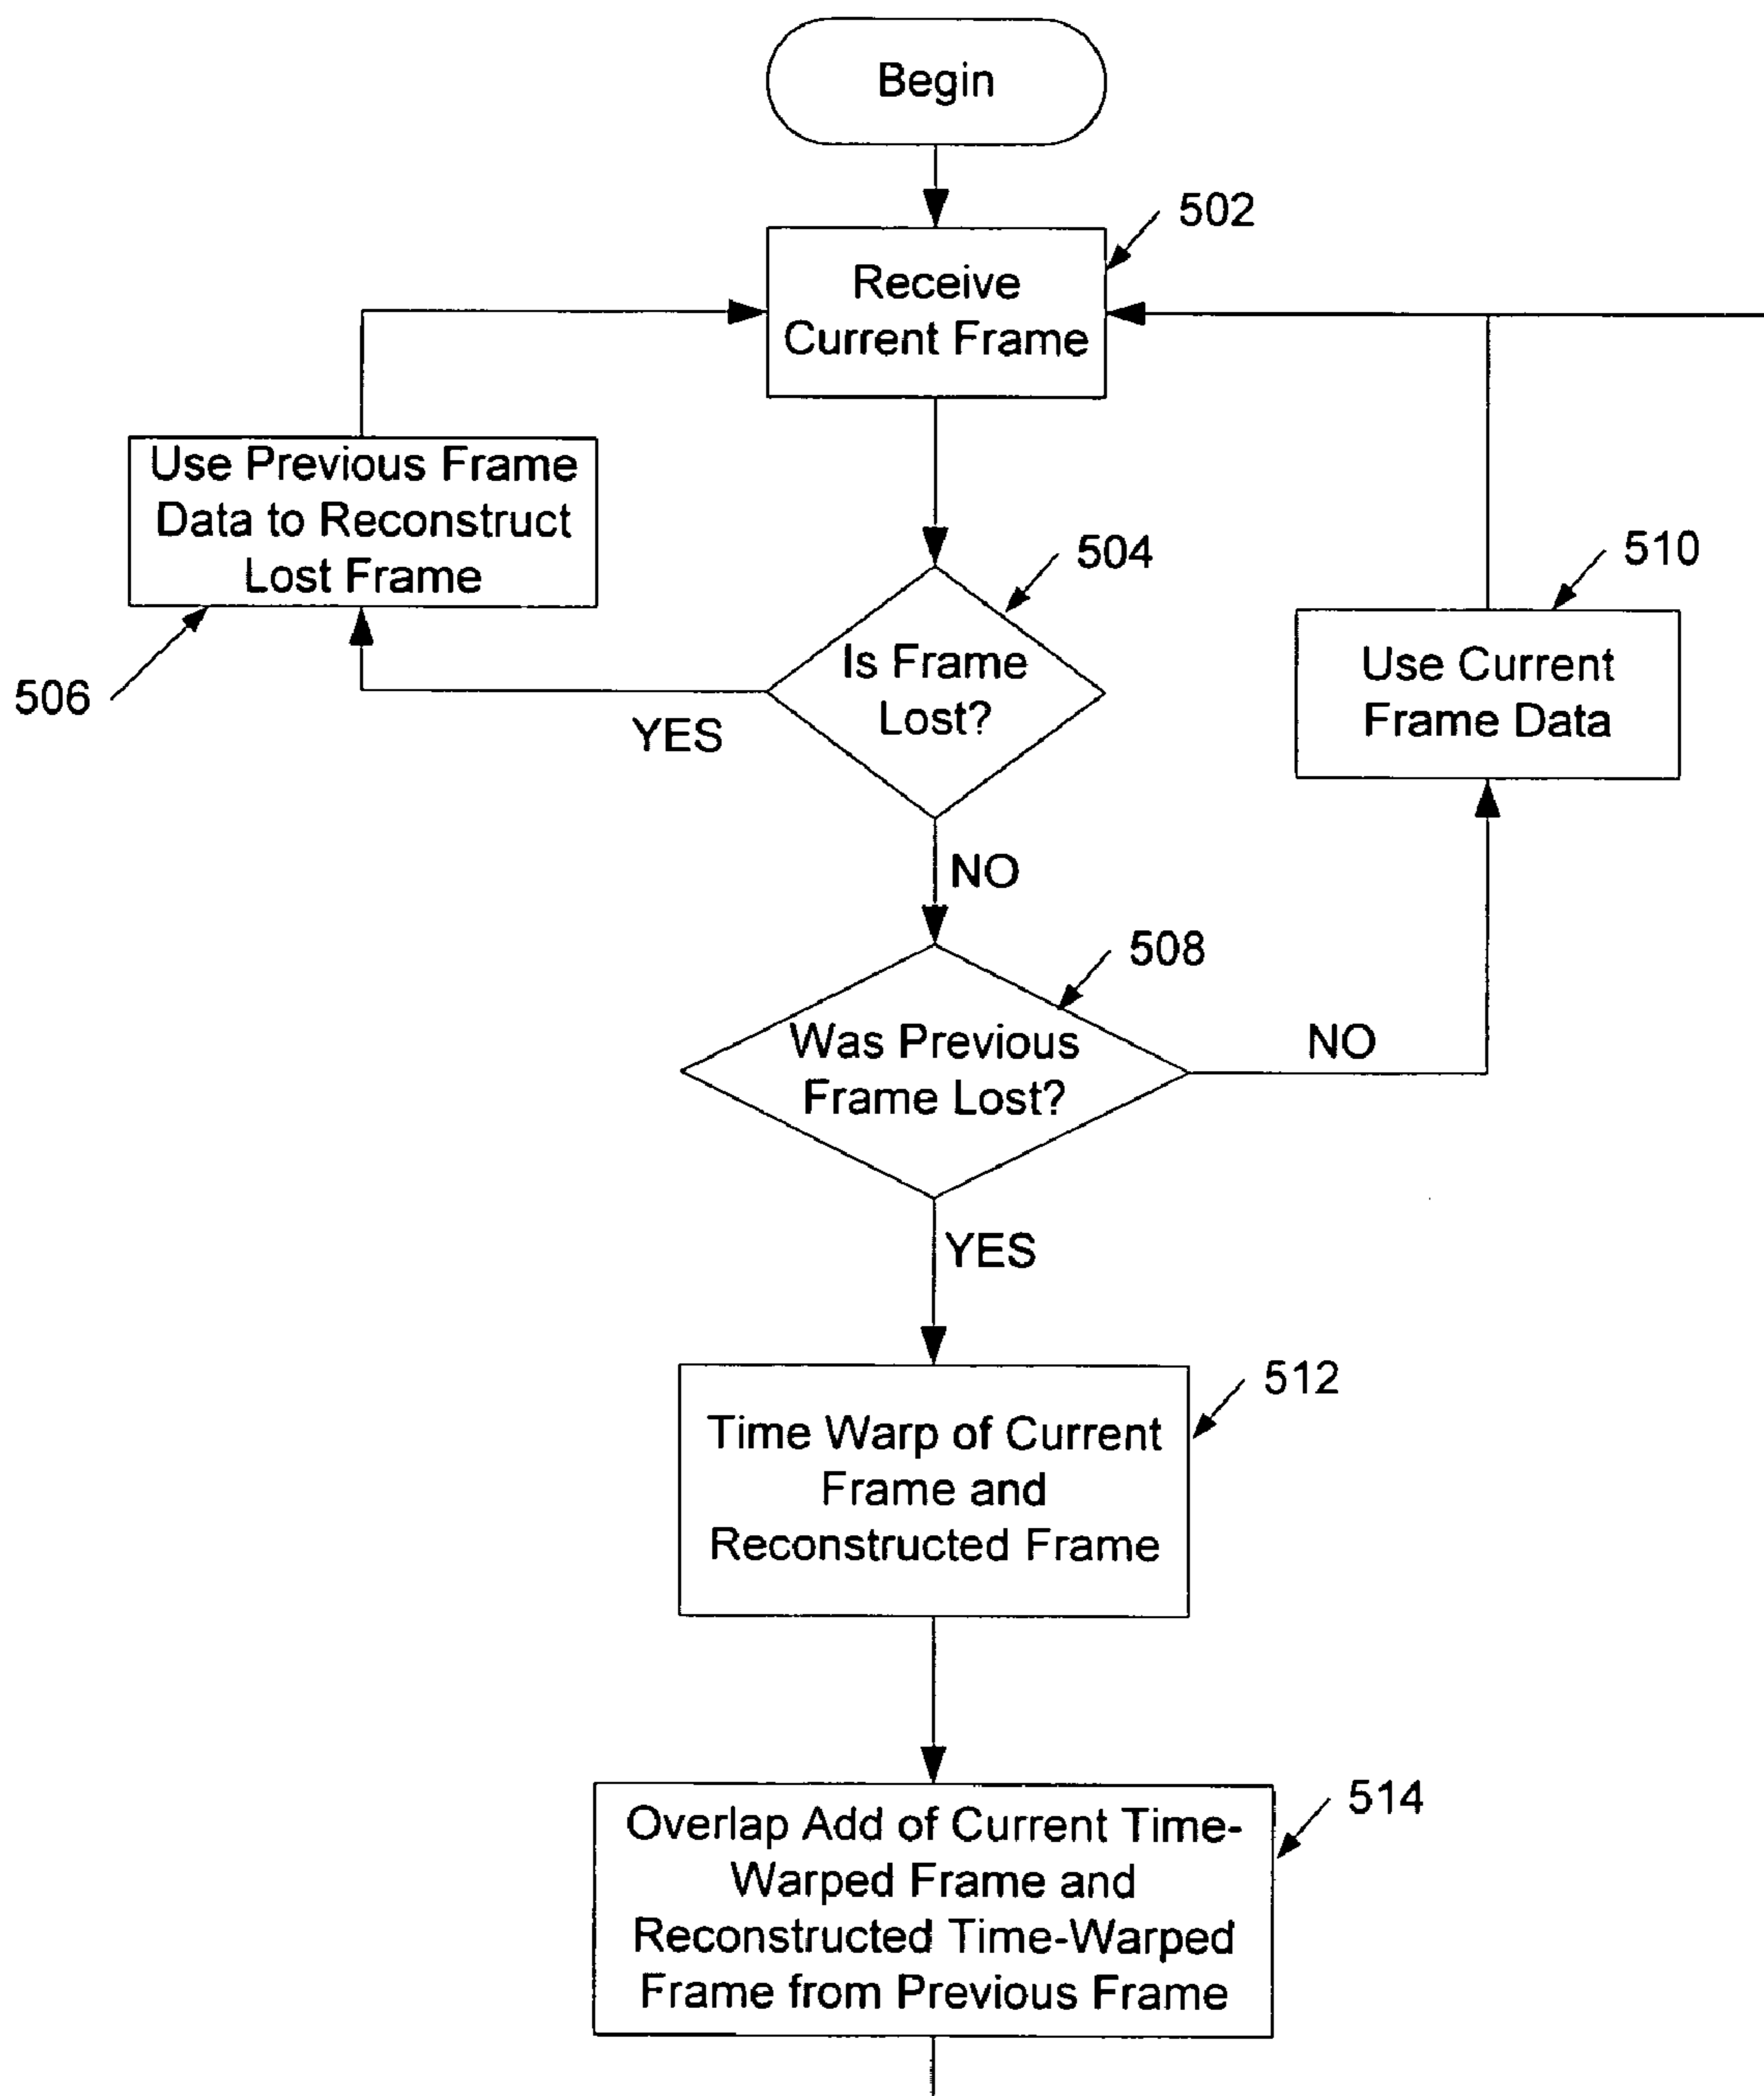 Begin
502
Receive
Current Frame
Use Previous Frame
Data to Reconstruct
Lost Frame
506
504
Is Frame
Lost?
YES
510
Use Current
Frame Data
NO
508
Was Previous
Frame Lost?
NO
YES
512
Time Warp of Current
Frame and
Reconstructed Frame
514
Overlap Add of Current Time-
Warped Frame and
Reconstructed Time-Warped
Frame from Previous Frame